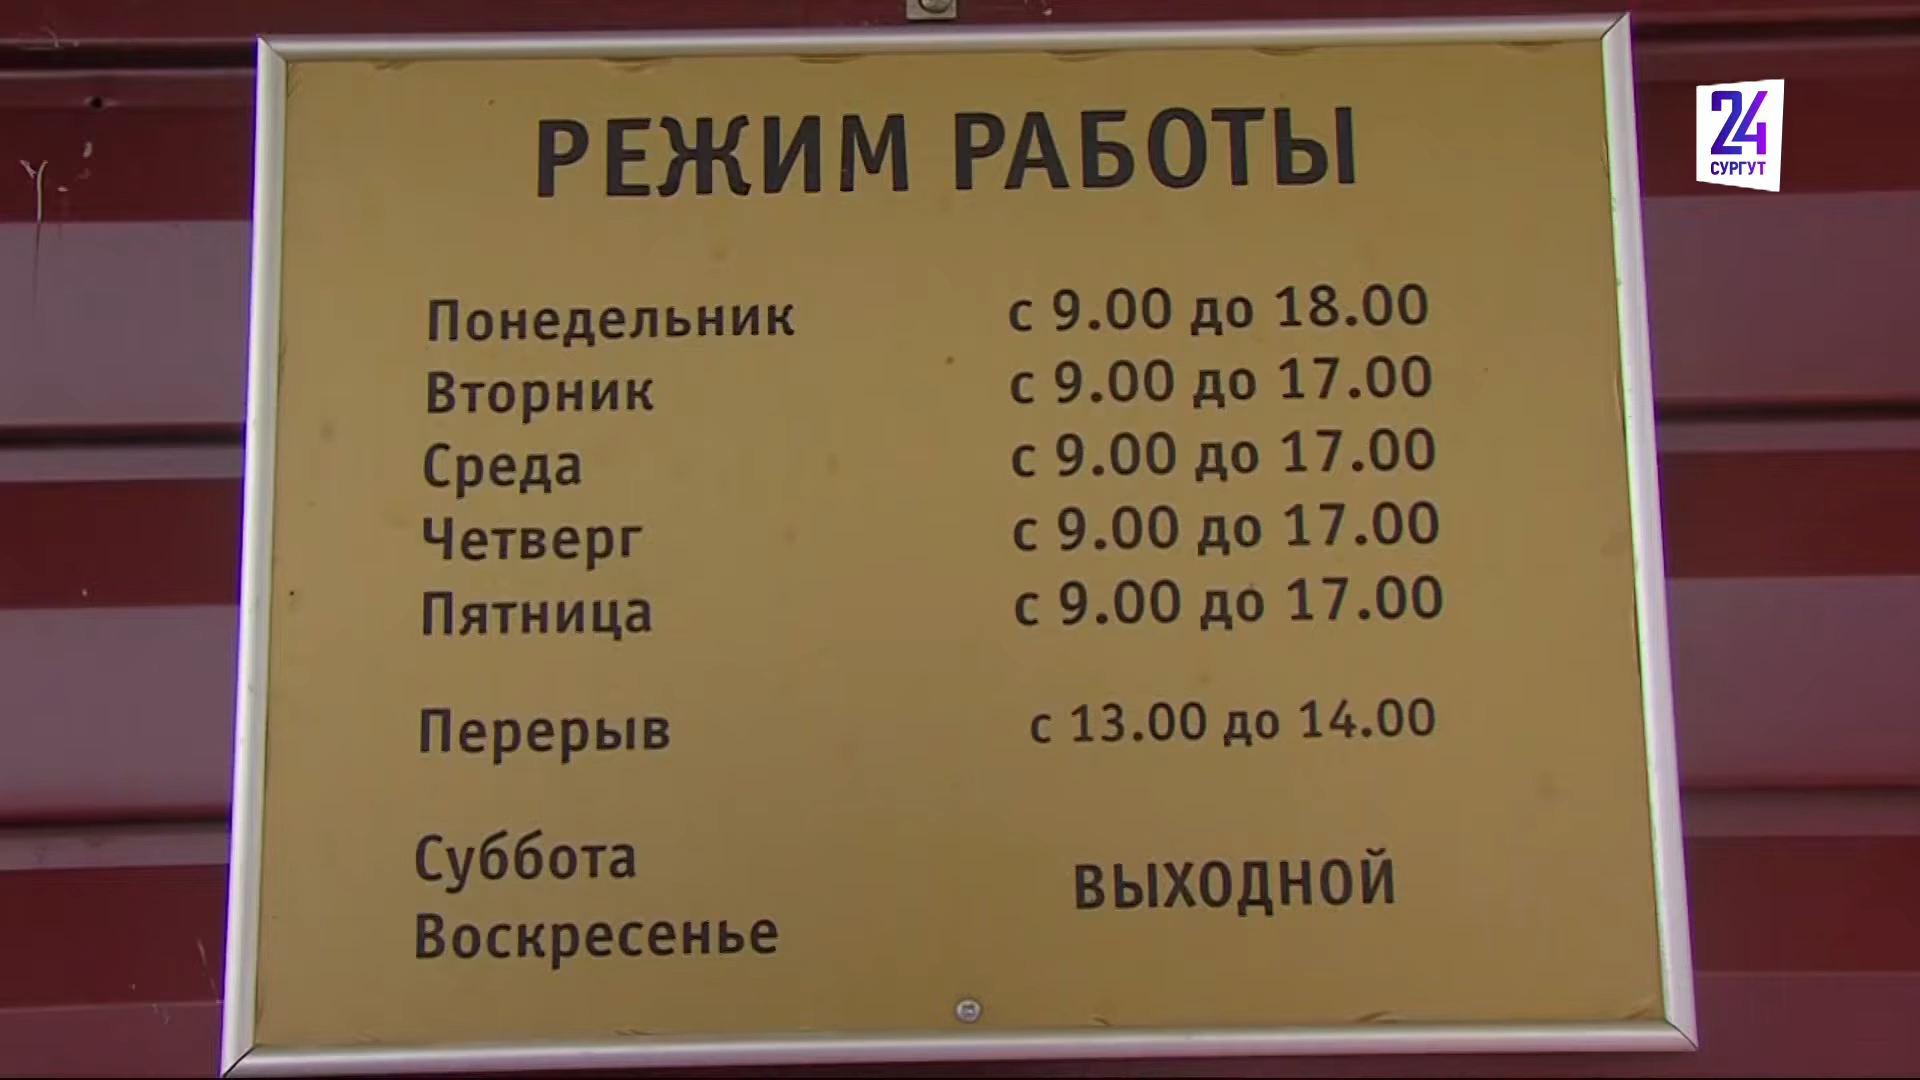 РЕЖИМ РАБОТЫ
24
СУРГУТ
Понедельник с 9.00 до 18.00
Вторник с 9.00 до 17.00
Среда с 9.00 до 17.00
Четверг с 9.00 до 17.00
Пятница с 9.00 до 17.00
Перерыв с 13.00 до 14.00
Суббота
ВЫХОДНОЙ
Воскресенье